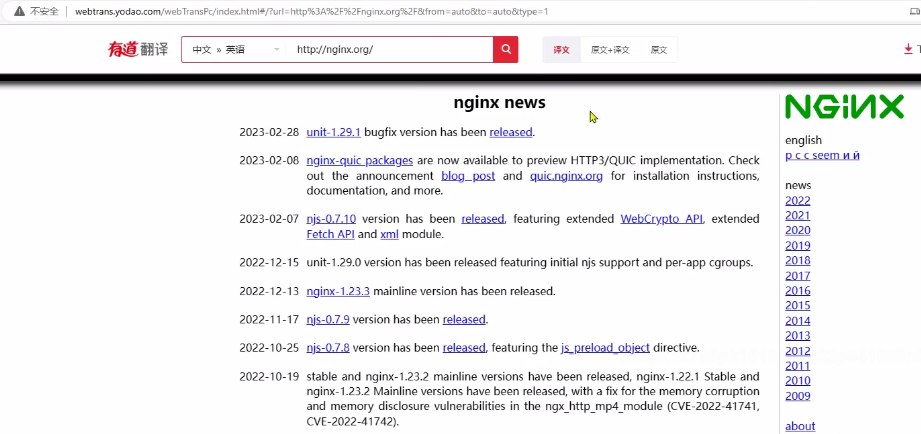 不安全 | webtrans.yodao.com/webTransPc/index.html#/?url=http%3A%2F%2Fnginx.org%2F&from=auto&to=auto&type=1
有道 翻译 中文 » 英语 http://nginx.org/ 译文 原文+译文 原文
nginx news
NGINX
2023-02-28 unit-1.29.1 bugfix version has been released.
english
р с с seem и й
2023-02-08 nginx-quic packages are now available to preview HTTP3/QUIC implementation. Check
out the announcement blog post and quic.nginx.org for installation instructions,
documentation, and more.
news
2022
2021
2020
2019
2018
2017
2016
2015
2014
2013
2012
2011
2010
2009
about
2023-02-07 njs-0.7.10 version has been released, featuring extended WebCrypto API, extended
Fetch API and xml module.
2022-12-15 unit-1.29.0 version has been released featuring initial njs support and per-app cgroups.
2022-12-13 nginx-1.23.3 mainline version has been released.
2022-11-17 njs-0.7.9 version has been released.
2022-10-25 njs-0.7.8 version has been released, featuring the js_preload_object directive.
2022-10-19 stable and nginx-1.23.2 mainline versions have been released, nginx-1.22.1 Stable and
nginx-1.23.2 Mainline versions have been released, with a fix for the memory corruption
and memory disclosure vulnerabilities in the ngx_http_mp4_module (CVE-2022-41741,
CVE-2022-41742).